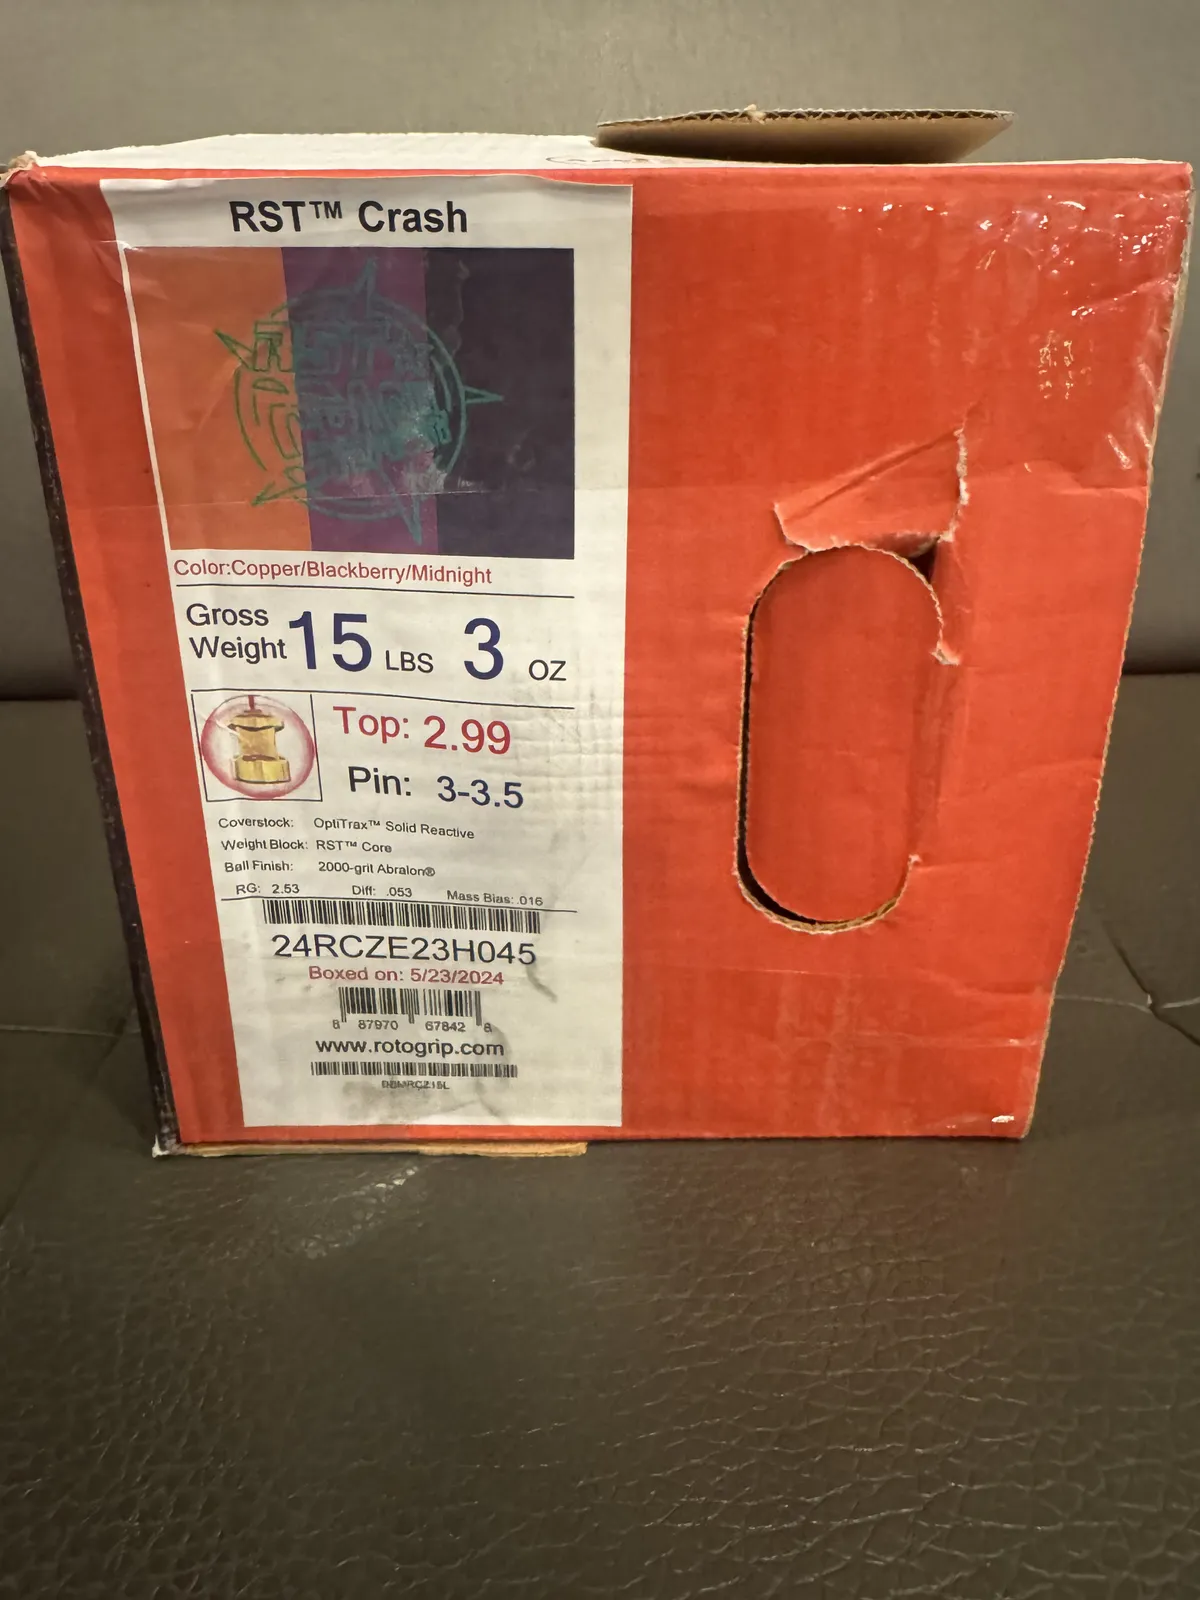 RST™ Crash
Color:Copper/Blackberry/Midnight
Gross
Weight 15 LBS 3 OZ
Top: 2.99
Pin: 3-3.5
Coverstock: OptiTrax™ Solid Reactive
Weight Block: RST™ Core
Ball Finish: 2000-grit Abralon®
RG: 2.53 Diff: .053 Mass Bias: .016
24RCZE23H045
Boxed on: 5/23/2024
8 87970 67842 8
www.rotogrip.com